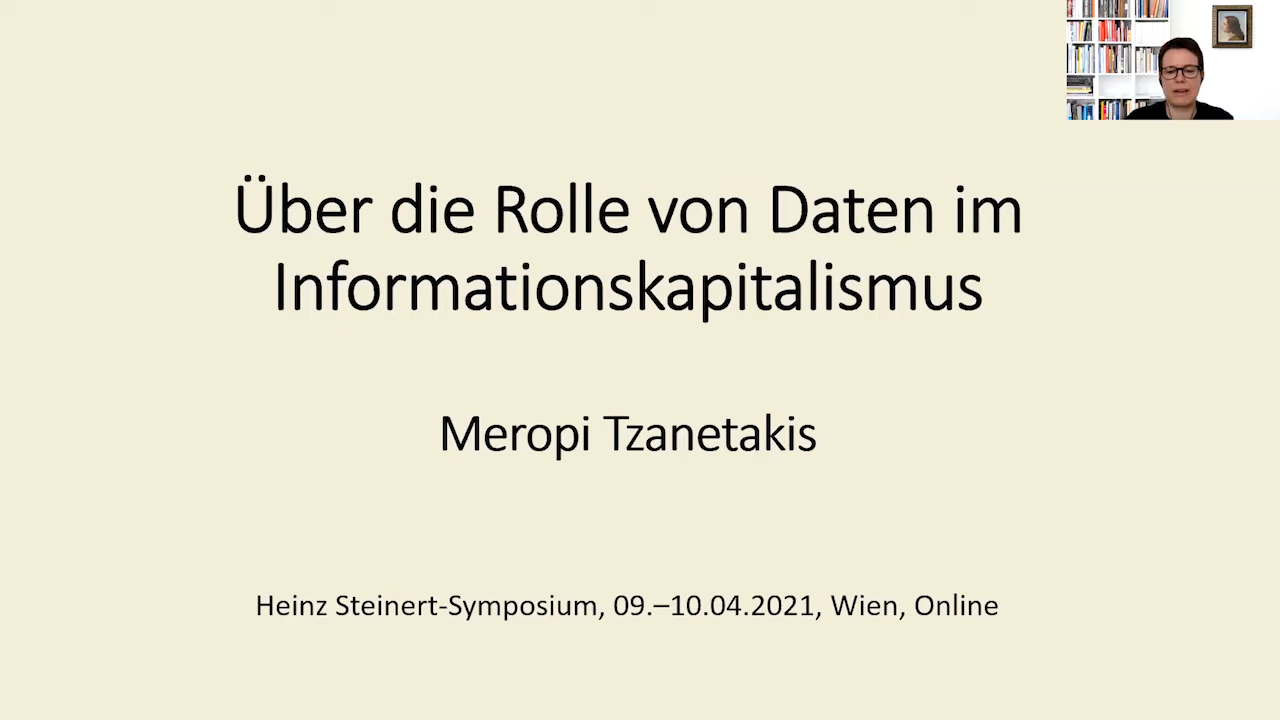 Über die Rolle von Daten im
Informationskapitalismus
Meropi Tzanetakis
Heinz Steinert-Symposium, 09.–10.04.2021, Wien, Online